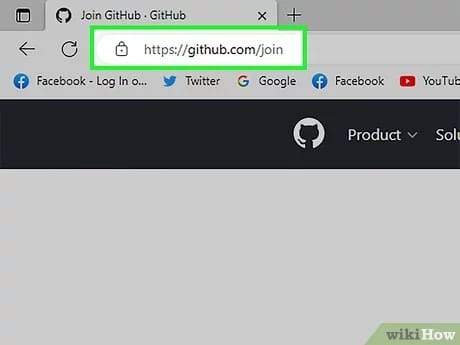 Join GitHub · GitHub
https://github.com/join
Facebook - Log In o...
Twitter
Google
Facebook
YouTub
Product
Solu
wikiHow